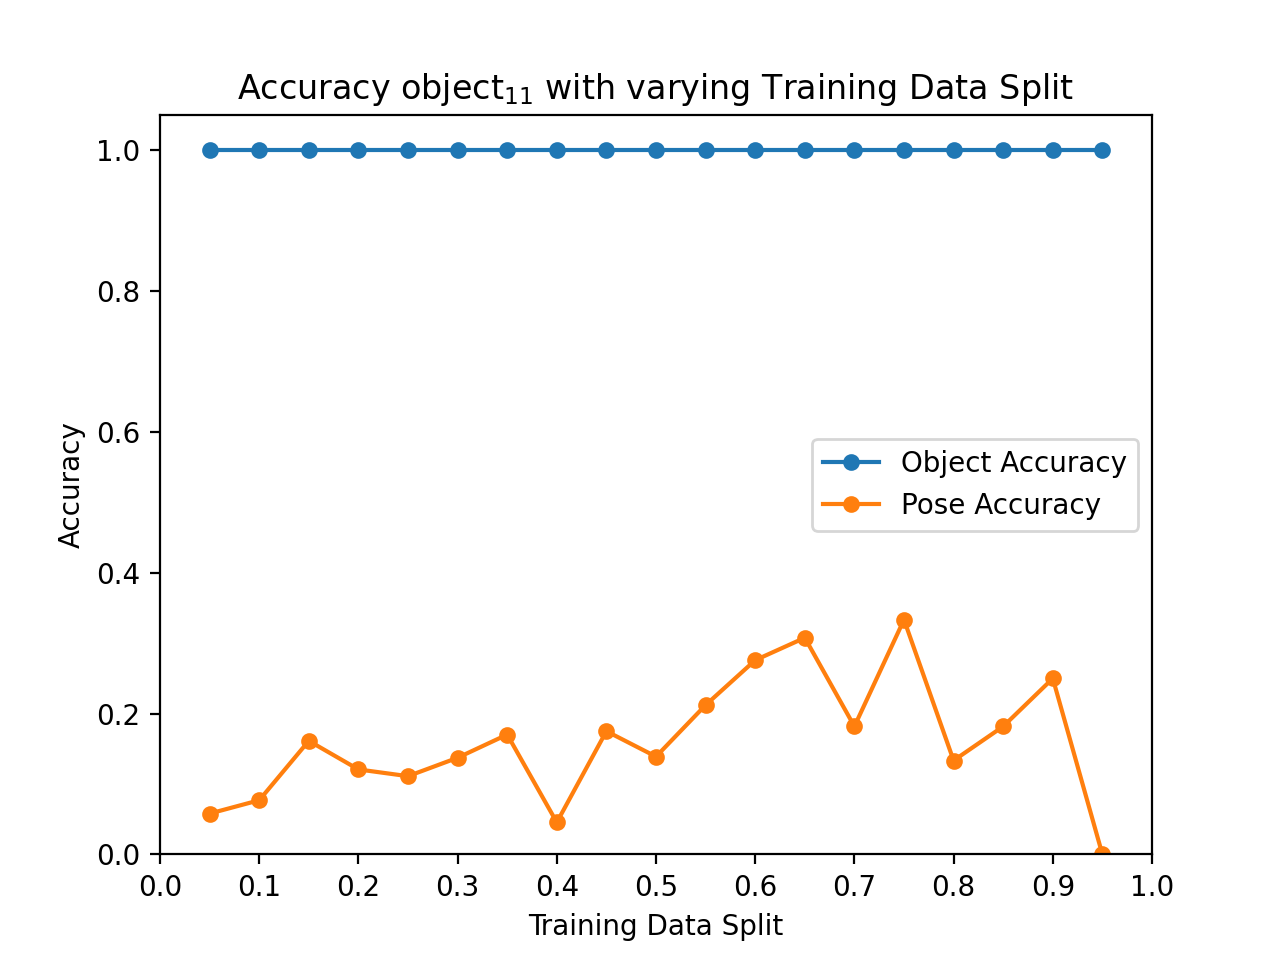 Accuracy object₁₁ with varying Training Data Split
1.0
0.8
0.6
0.4
0.2
0.0
Accuracy
Object Accuracy
Pose Accuracy
0.0 0.1 0.2 0.3 0.4 0.5 0.6 0.7 0.8 0.9 1.0
Training Data Split